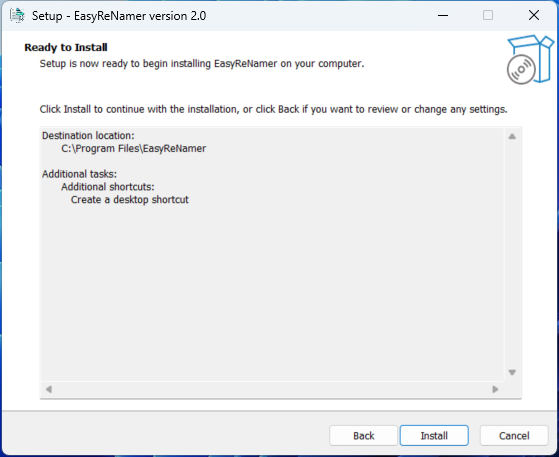 Setup - EasyReNamer version 2.0
Ready to Install
Setup is now ready to begin installing EasyReNamer on your computer.
Click Install to continue with the installation, or click Back if you want to review or change any settings.
Destination location:
C:\Program Files\EasyReNamer
Additional tasks:
Additional shortcuts:
Create a desktop shortcut
Back
Install
Cancel